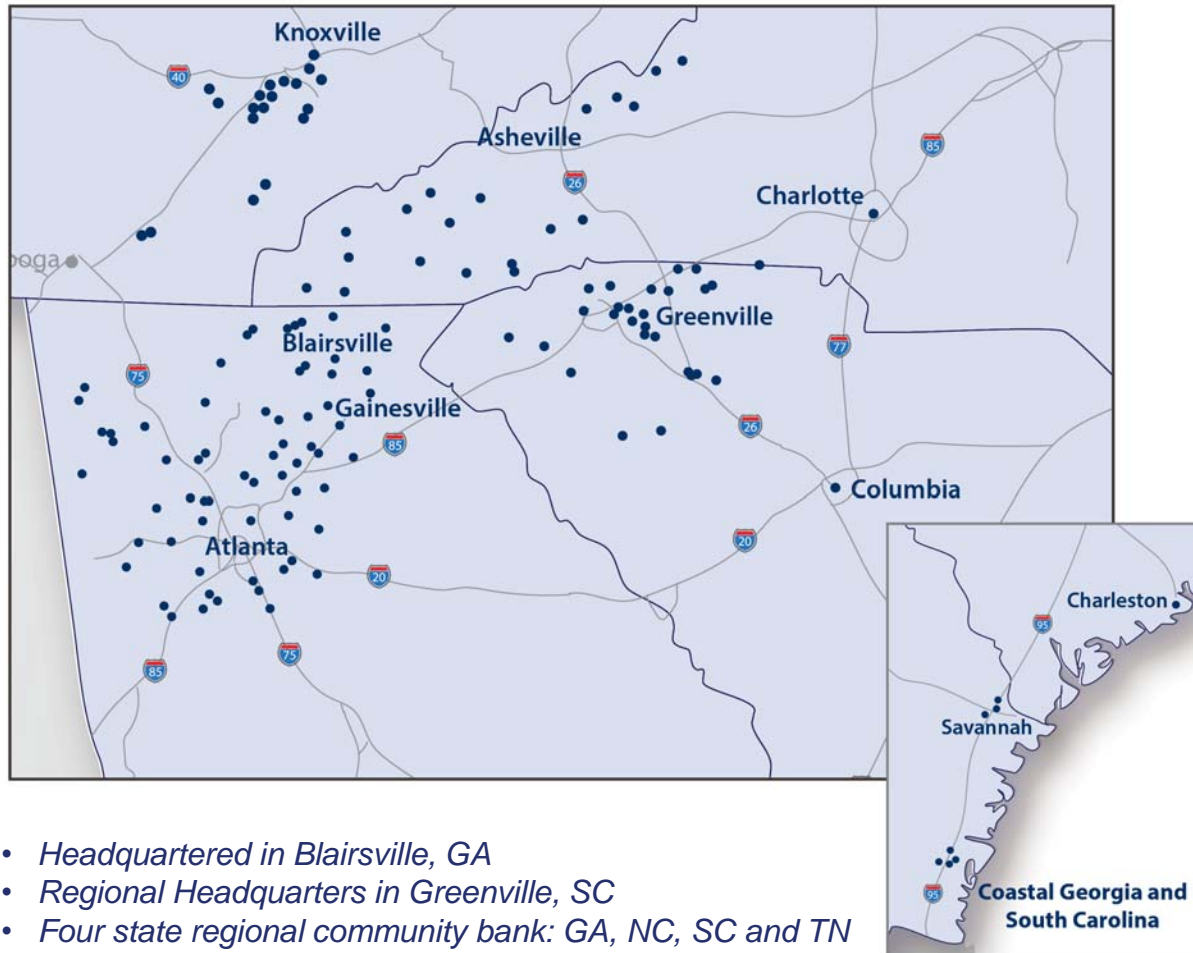 Knoxville
40
Asheville
26
85
Charlotte
ooga
Greenville
Blairsville
77
75
Gainesville
85
26
Columbia
Atlanta
20
20
Charleston
95
75
85
Savannah
95
Coastal Georgia and
South Carolina
• Headquartered in Blairsville, GA
• Regional Headquarters in Greenville, SC
• Four state regional community bank: GA, NC, SC and TN